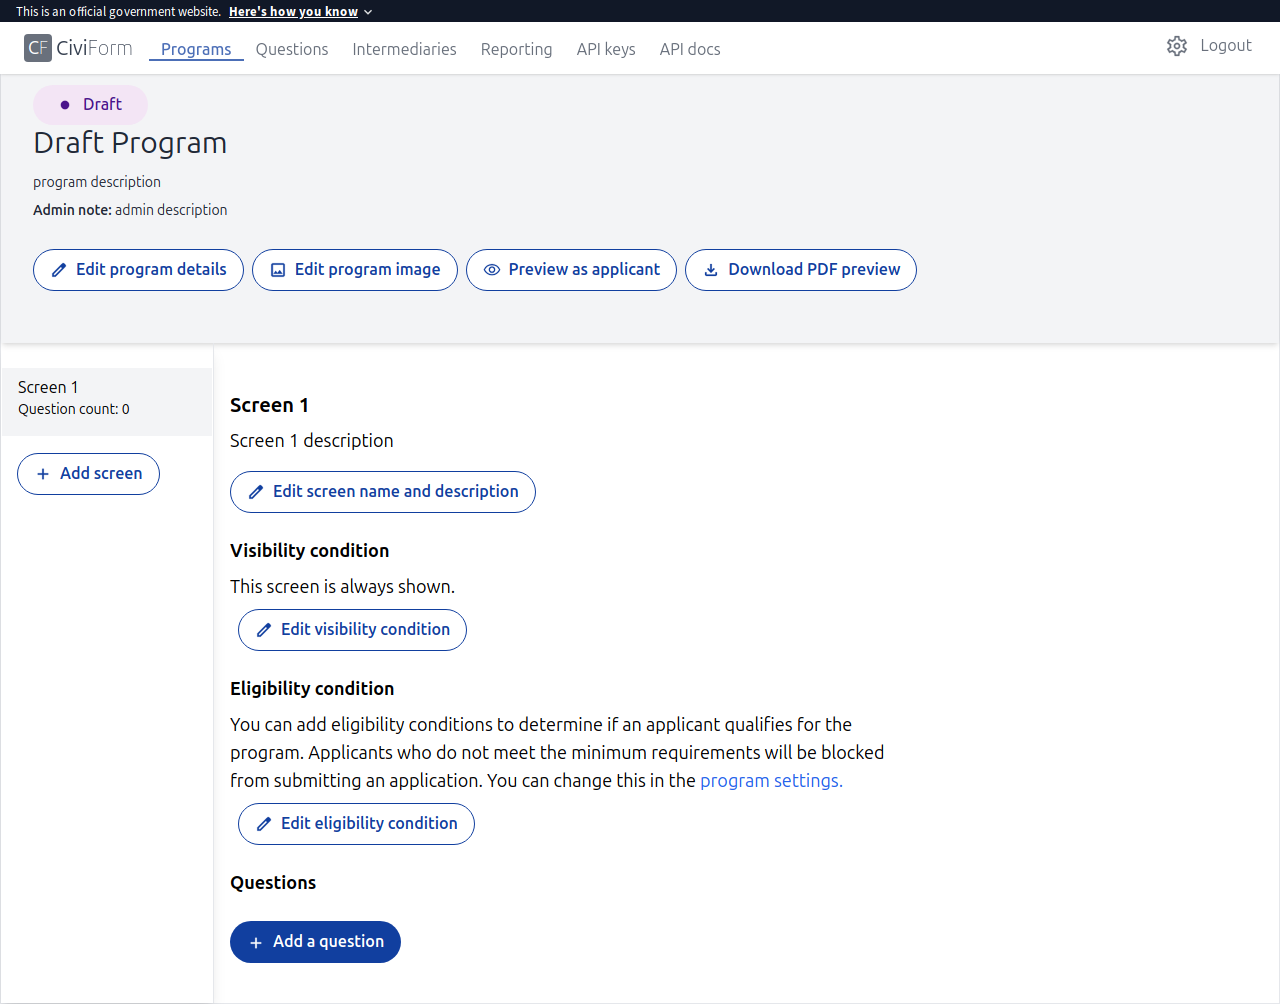 This is an official government website. Here's how you know
CF CiviForm Programs Questions Intermediaries Reporting API keys API docs Logout
Draft
Draft Program
program description
Admin note: admin description
Edit program details Edit program image Preview as applicant Download PDF preview
Screen 1
Question count: 0
Add screen
Screen 1
Screen 1 description
Edit screen name and description
Visibility condition
This screen is always shown.
Edit visibility condition
Eligibility condition
You can add eligibility conditions to determine if an applicant qualifies for the
program. Applicants who do not meet the minimum requirements will be blocked
from submitting an application. You can change this in the program settings.
Edit eligibility condition
Questions
Add a question